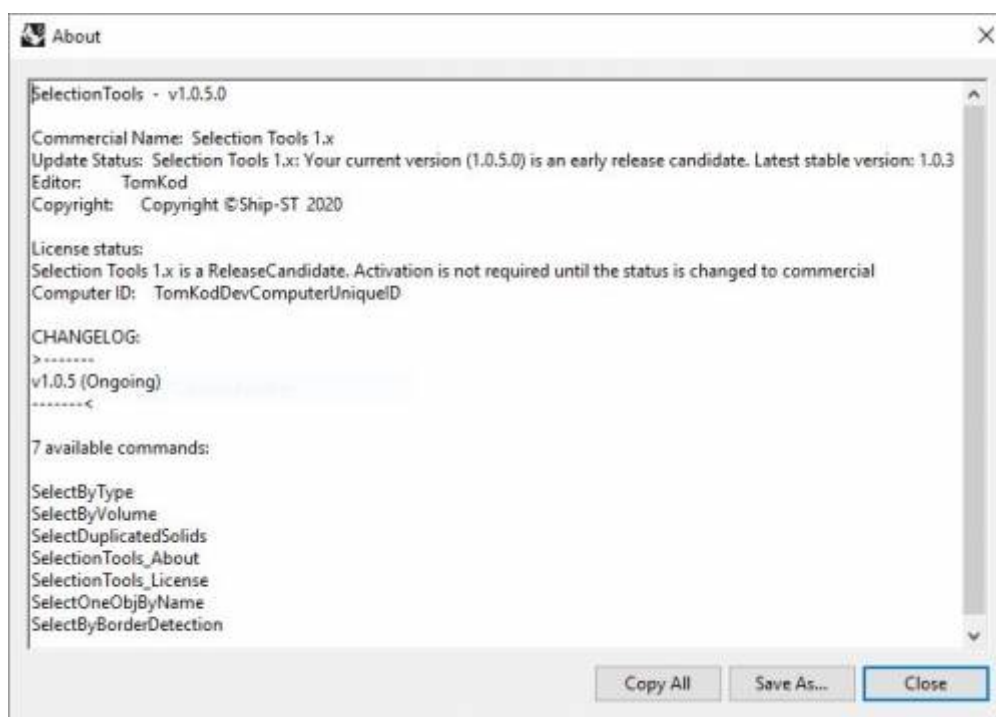 About
SelectionTools - v1.0.5.0
Commercial Name: Selection Tools 1.x
Update Status: Selection Tools 1.x: Your current version (1.0.5.0) is an early release candidate. Latest stable version: 1.0.3
Editor: TomKod
Copyright: Copyright ©Ship-ST 2020
License status:
Selection Tools 1.x is a ReleaseCandidate. Activation is not required until the status is changed to commercial
Computer ID: TomKodDevComputerUniqueID
CHANGELOG:
>-------
v1.0.5 (Ongoing)
-------<
7 available commands:
SelectByType
SelectByVolume
SelectDuplicatedSolids
SelectionTools_About
SelectionTools_License
SelectOneObjByName
SelectByBorderDetection
Copy All Save As... Close